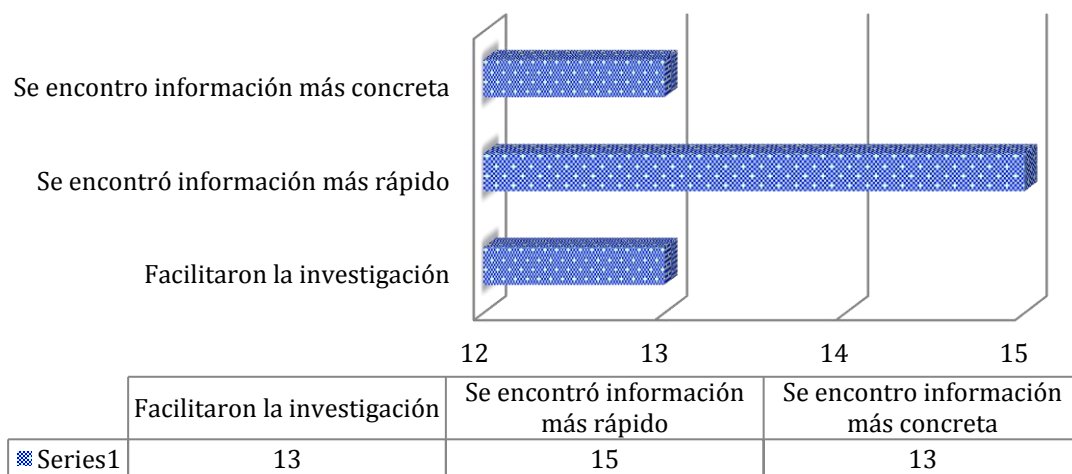 Se encontro información más concreta
Se encontró información más rápido
Facilitaron la investigación
12 13 14 15
Facilitaron la investigación
Se encontró información
más rápido
Se encontro información
más concreta
Series1 13 15 13